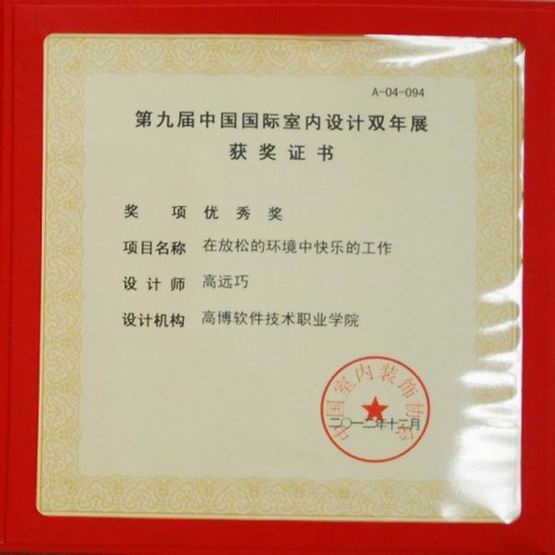 A-04-094
第九届中国国际室内设计双年展
获奖证书
奖项 优秀奖
项目名称 在放松的环境中快乐的工作
设计师 高远巧
设计机构 高博软件技术职业学院
中国室内装饰协会
二〇一二年十二月